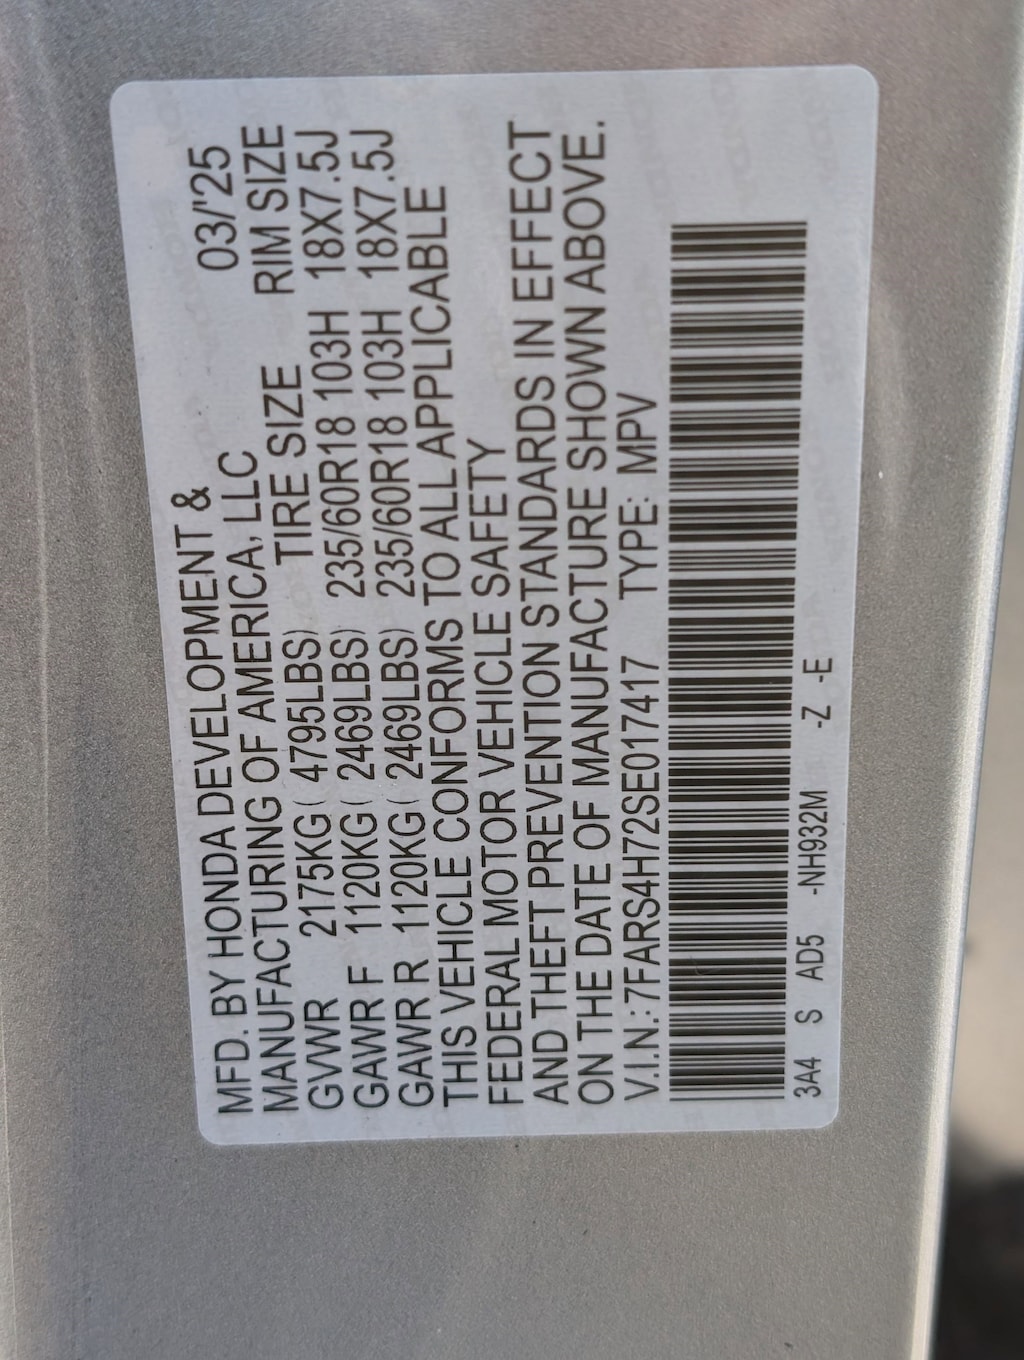 MFD. BY HONDA DEVELOPMENT & 03/'25
MANUFACTURING OF AMERICA, LLC RIM SIZE
TIRE SIZE
GVWR 2175KG ( 4795LBS)
GAWR F 1120KG ( 2469LBS) 235/60R18 103H 18X7.5J
GAWR R 1120KG ( 2469LBS) 235/60R18 103H 18X7.5J
THIS VEHICLE CONFORMS TO ALL APPLICABLE
FEDERAL MOTOR VEHICLE SAFETY
AND THEFT PREVENTION STANDARDS IN EFFECT
ON THE DATE OF MANUFACTURE SHOWN ABOVE.
V.I.N.: 7FARS4H72SE017417 TYPE: MPV
3A4 S AD5 -NH932M -Z -E